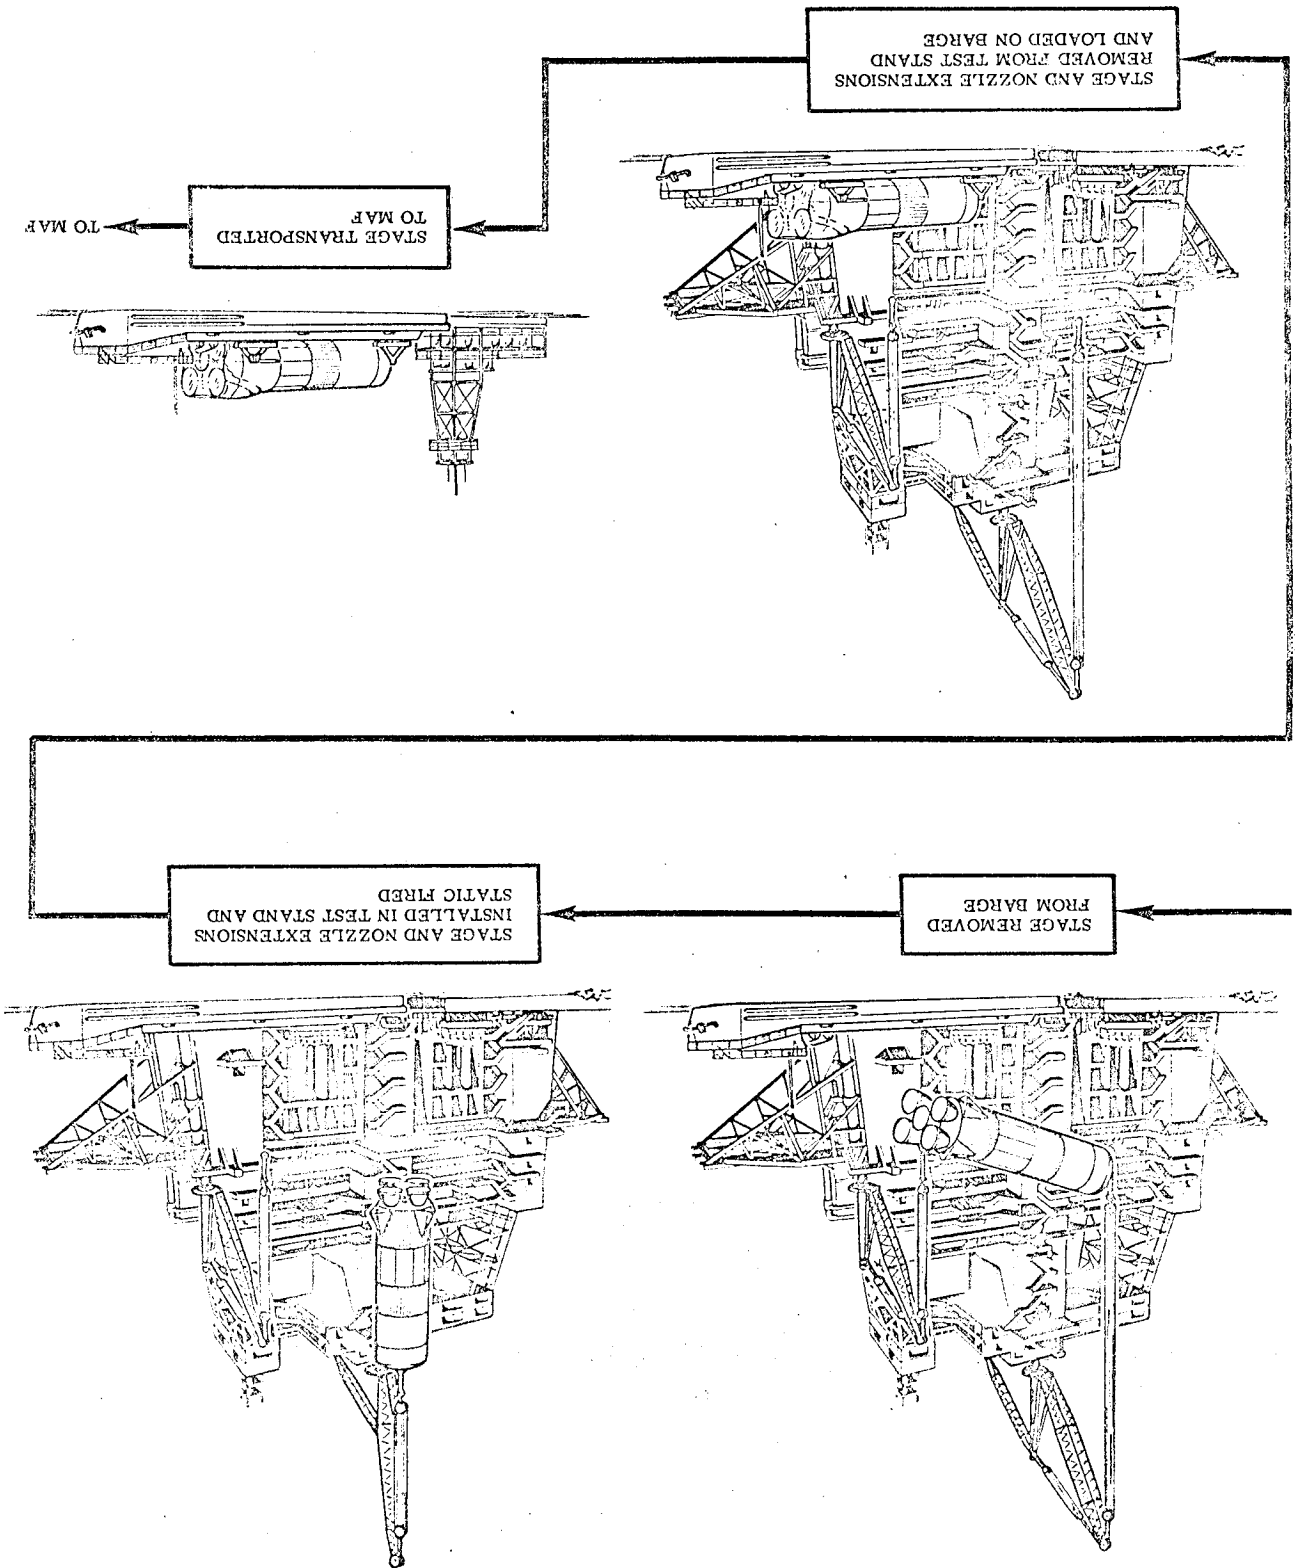 STAGE REMOVED
FROM BARGE
STAGE AND NOZZLE EXTENSIONS
INSTALLED IN TEST STAND AND
STATIC FIRED
STAGE AND NOZZLE EXTENSIONS
REMOVED FROM TEST STAND
AND LOADED ON BARGE
STAGE TRANSPORTED
TO MAF
TO MAF